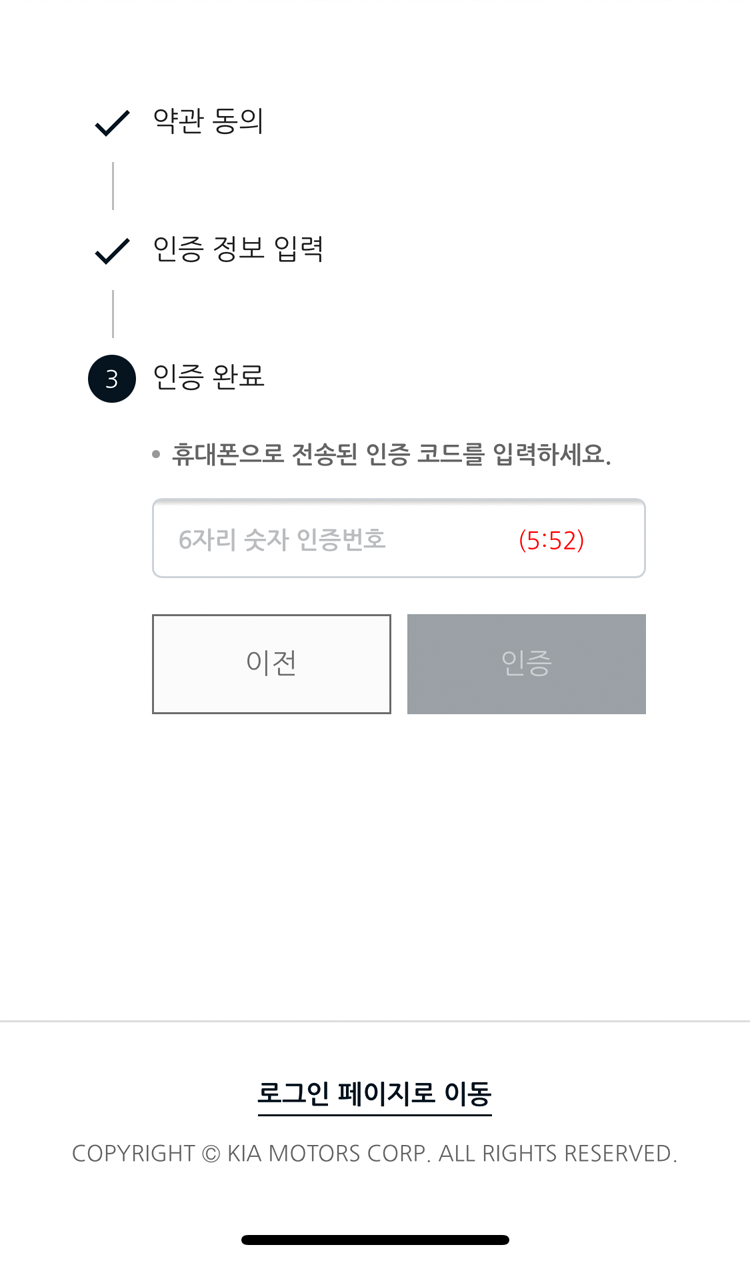 약관 동의
인증 정보 입력
3 인증 완료
• 휴대폰으로 전송된 인증 코드를 입력하세요.
6자리 숫자 인증번호 (5:52)
이전 인증
로그인 페이지로 이동
COPYRIGHT © KIA MOTORS CORP. ALL RIGHTS RESERVED.